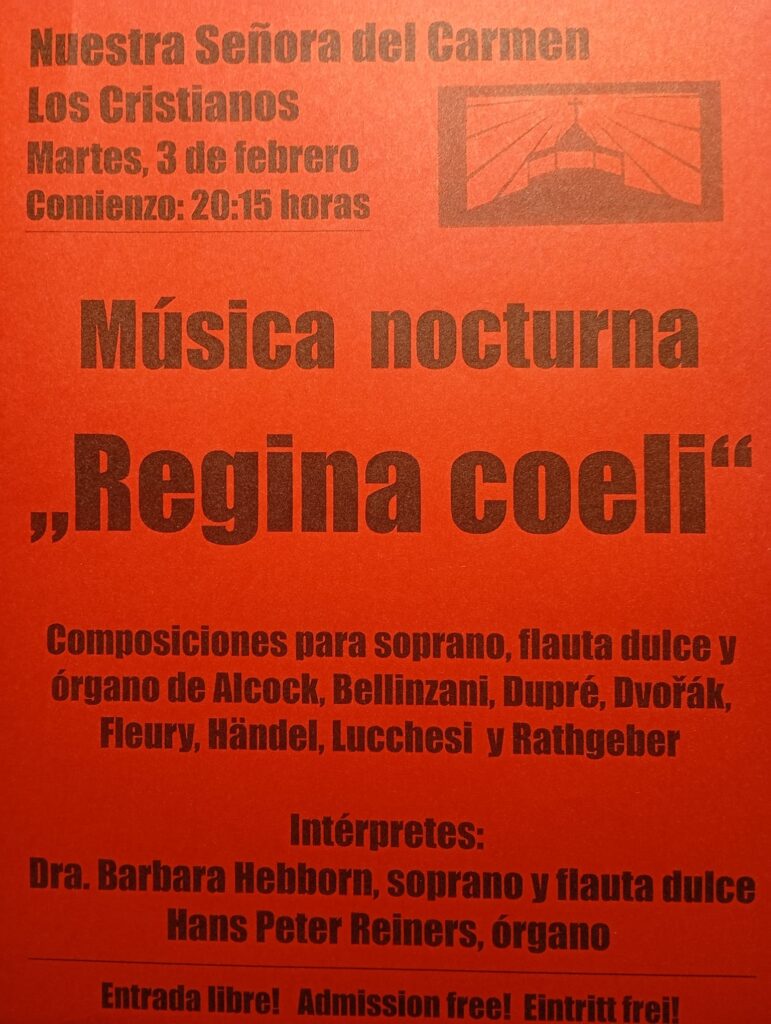 Nuestra Señora del Carmen
Los Cristianos
Martes, 3 de febrero
Comienzo: 20:15 horas
Música nocturna
„Regina coeli“
Composiciones para soprano, flauta dulce y
órgano de Alcock, Bellinzani, Dupré, Dvořák,
Fleury, Händel, Lucchesi y Rathgeber
Intérpretes:
Dra. Barbara Hebborn, soprano y flauta dulce
Hans Peter Reiners, órgano
Entrada libre! Admission free! Eintritt frei!